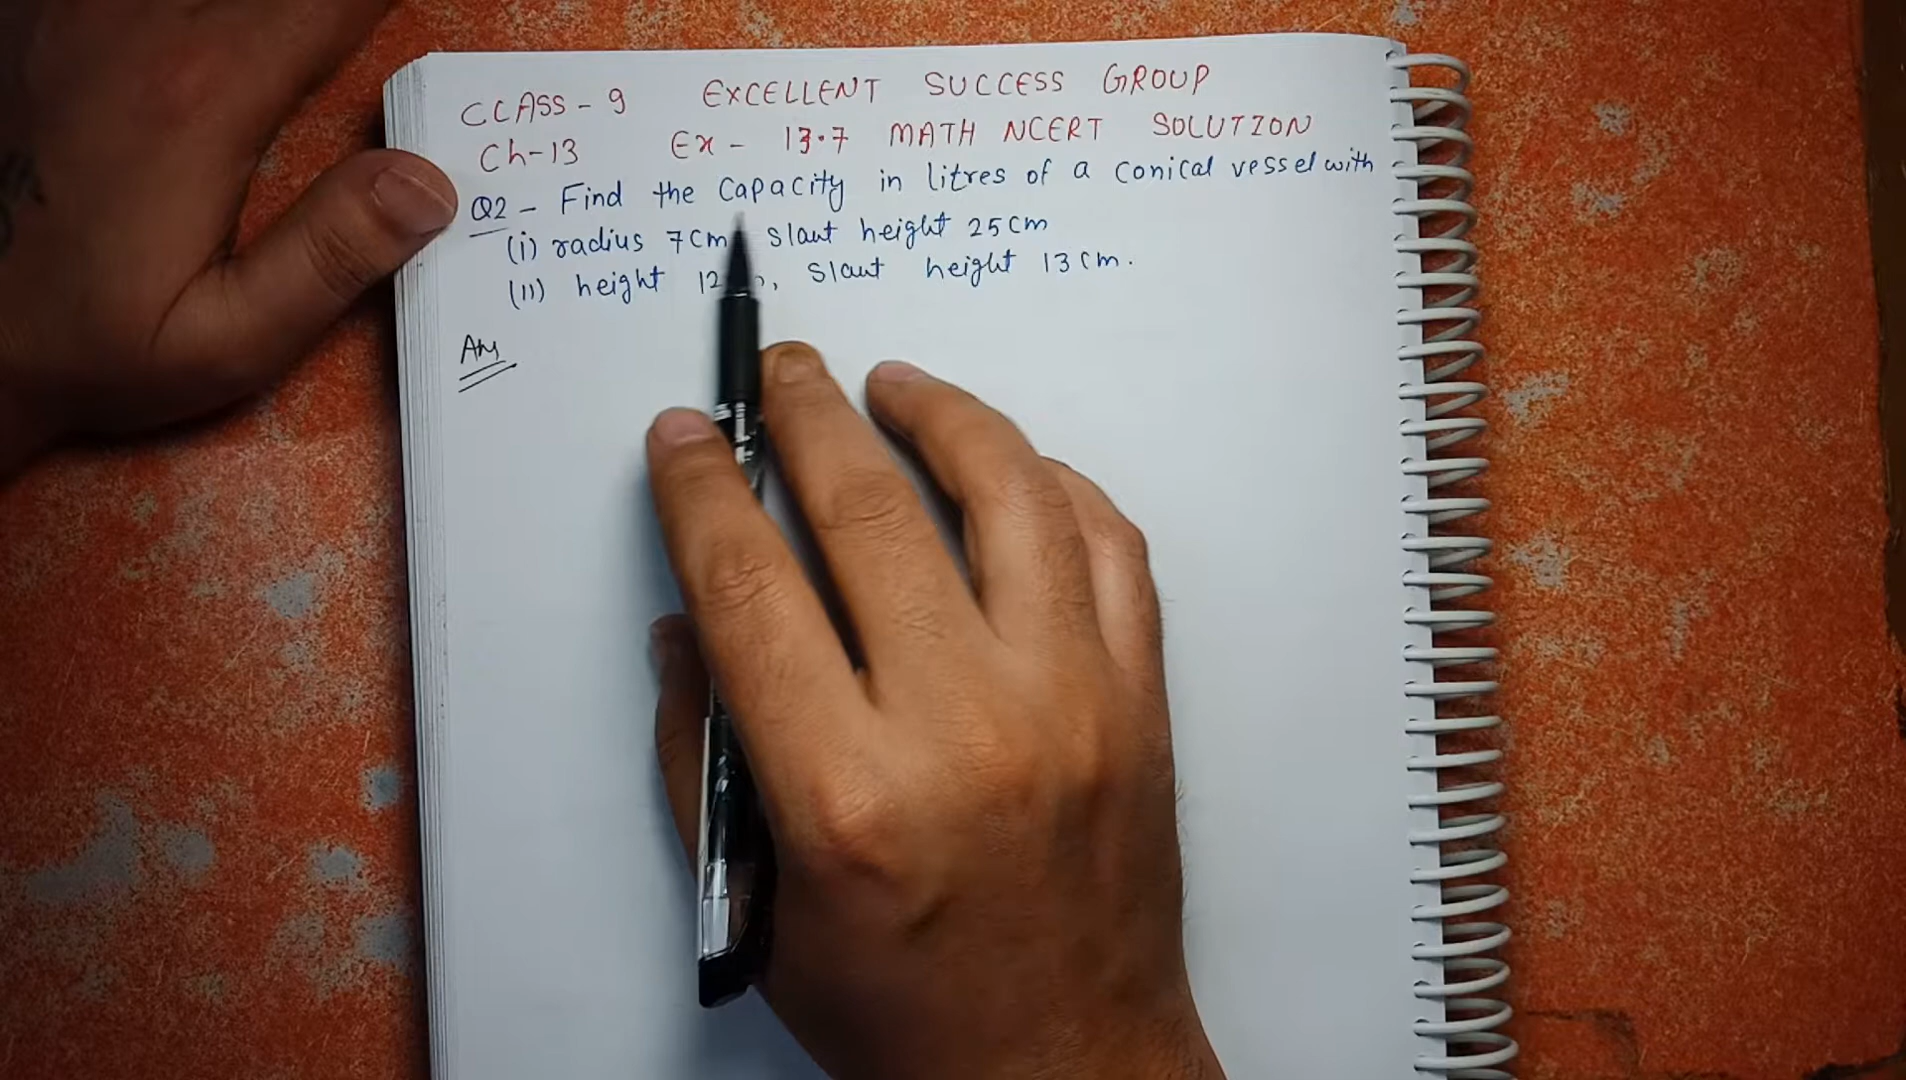 CLASS - 9 EXCELLENT SUCCESS GROUP
Ch-13 Ex - 13.7 MATH NCERT SOLUTION
Q2 - Find the capacity in litres of a conical vessel with
(i) radius 7cm slant height 25cm
(ii) height 12 , slant height 13cm.
Ans